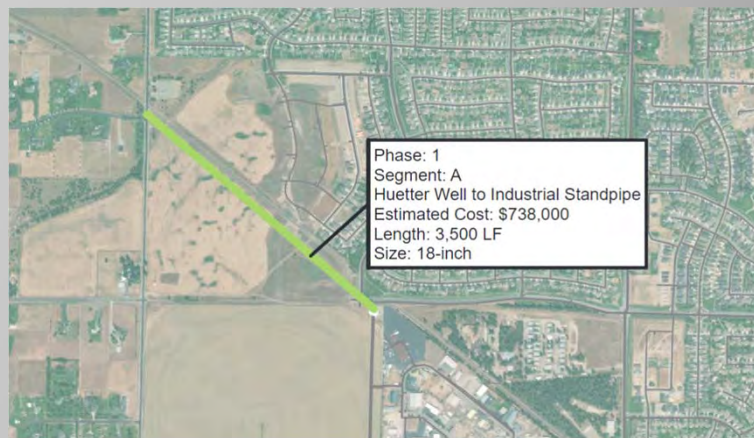 Phase: 1
Segment: A
Huetter Well to Industrial Standpipe
Estimated Cost: $738,000
Length: 3,500 LF
Size: 18-inch